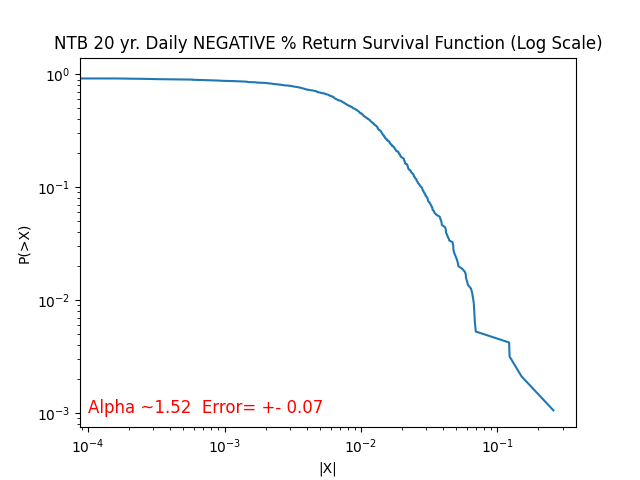 NTB 20 yr. Daily NEGATIVE % Return Survival Function (Log Scale)
P(>X)
10⁰
10⁻¹
10⁻²
10⁻³
Alpha ~1.52  Error= +- 0.07
10⁻⁴ 10⁻³ 10⁻² 10⁻¹
|X|